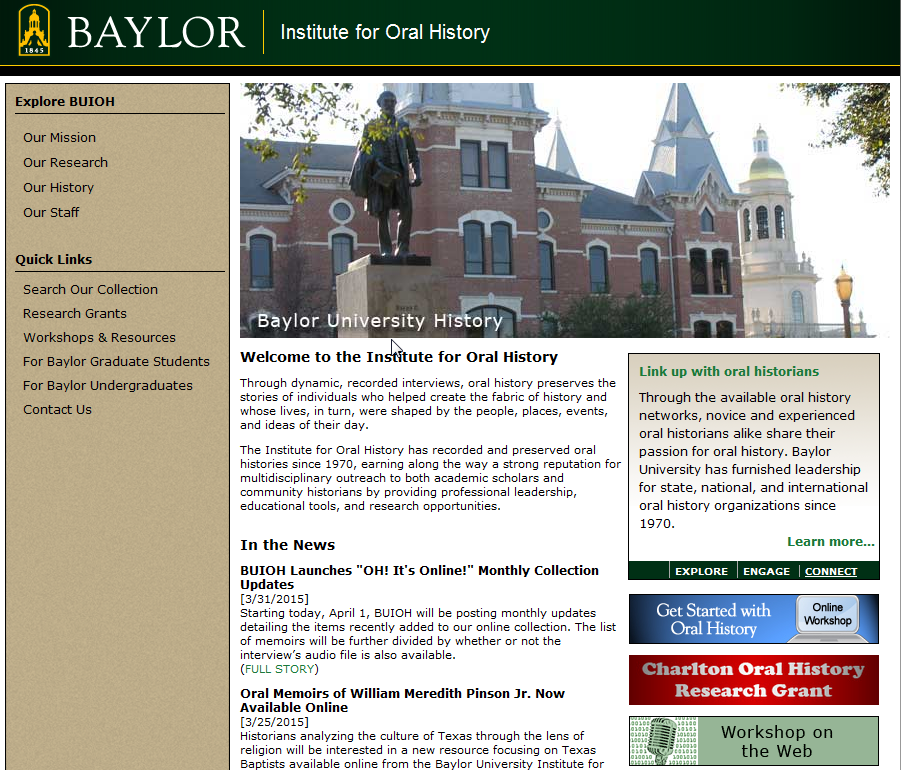 BAYLOR
1845
Institute for Oral History
Explore BUIOH
Our Mission
Our Research
Our History
Our Staff
Quick Links
Search Our Collection
Research Grants
Workshops & Resources
For Baylor Graduate Students
For Baylor Undergraduates
Contact Us
Baylor University History
Welcome to the Institute for Oral History
Through dynamic, recorded interviews, oral history preserves the
stories of individuals who helped create the fabric of history and
whose lives, in turn, were shaped by the people, places, events,
and ideas of their day.
The Institute for Oral History has recorded and preserved oral
histories since 1970, earning along the way a strong reputation for
multidisciplinary outreach to both academic scholars and
community historians by providing professional leadership,
educational tools, and research opportunities.
In the News
BUIOH Launches "OH! It's Online!" Monthly Collection
Updates
[3/31/2015]
Starting today, April 1, BUIOH will be posting monthly updates
detailing the items recently added to our online collection. The list
of memoirs will be further divided by whether or not the
interview's audio file is also available.
(FULL STORY)
Oral Memoirs of William Meredith Pinson Jr. Now
Available Online
[3/25/2015]
Historians analyzing the culture of Texas through the lens of
religion will be interested in a new resource focusing on Texas
Baptists available online from the Baylor University Institute for
Link up with oral historians
Through the available oral history
networks, novice and experienced
oral historians alike share their
passion for oral history. Baylor
University has furnished leadership
for state, national, and international
oral history organizations since
1970.
Learn more...
EXPLORE ENGAGE CONNECT
Get Started with
Oral History
Online
Workshop
Charlton Oral History
Research Grant
Workshop on
the Web